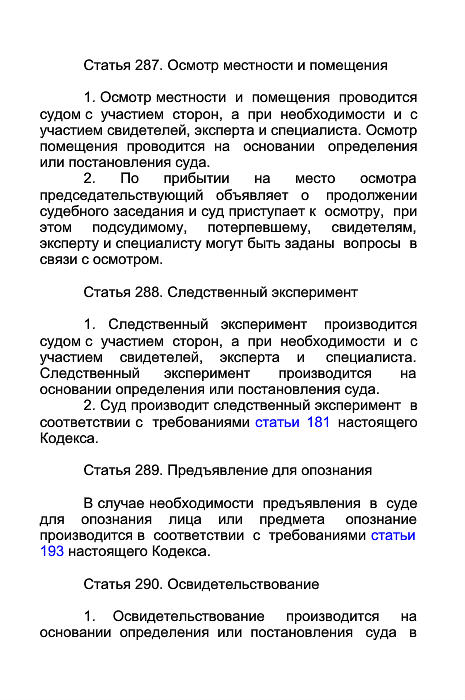 Статья 287. Осмотр местности и помещения
1. Осмотр местности и помещения проводится
судом с участием сторон, а при необходимости и с
участием свидетелей, эксперта и специалиста. Осмотр
помещения проводится на основании определения
или постановления суда.
2. По прибытии на место осмотра
председательствующий объявляет о продолжении
судебного заседания и суд приступает к осмотру, при
этом подсудимому, потерпевшему, свидетелям,
эксперту и специалисту могут быть заданы вопросы в
связи с осмотром.
Статья 288. Следственный эксперимент
1. Следственный эксперимент производится
судом с участием сторон, а при необходимости и с
участием свидетелей, эксперта и специалиста.
Следственный эксперимент производится на
основании определения или постановления суда.
2. Суд производит следственный эксперимент в
соответствии с требованиями статьи 181 настоящего
Кодекса.
Статья 289. Предъявление для опознания
В случае необходимости предъявления в суде
для опознания лица или предмета опознание
производится в соответствии с требованиями статьи
193 настоящего Кодекса.
Статья 290. Освидетельствование
1. Освидетельствование производится на
основании определения или постановления суда в